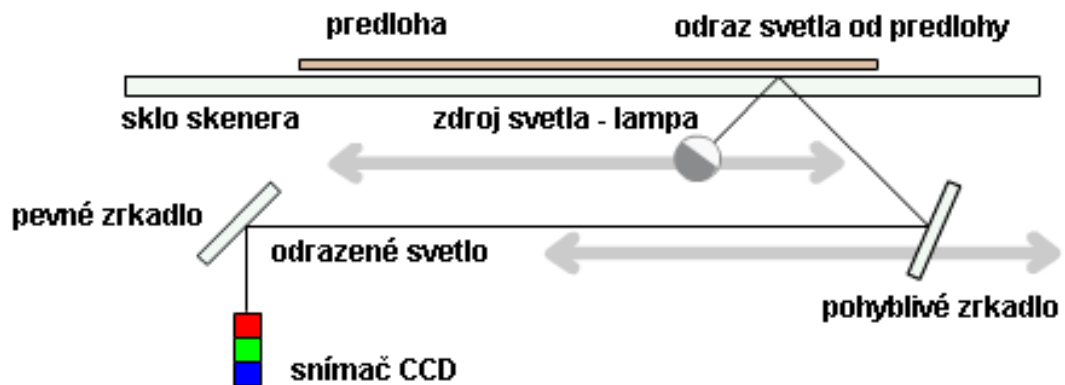 predloha
odraz svetla od predlohy
sklo skenera
zdroj svetla - lampa
pevné zrkadlo
odrazené svetlo
pohyblivé zrkadlo
snímač CCD